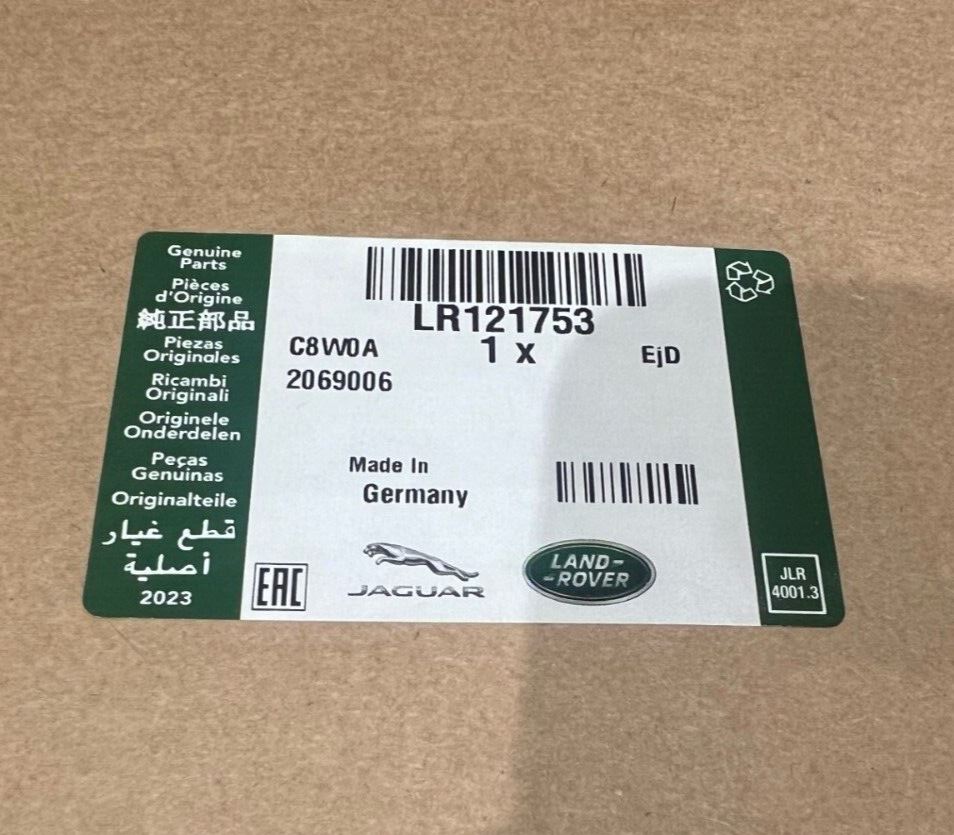 Genuine
Parts
Pièces
d'Origine
純正部品
Piezas
Originales
Ricambi
Originali
Originele
Onderdelen
Peças
Genuinas
Originalteile
قطع غيار
أصلية
2023
LR121753
C8W0A
1 x
EjD
2069006
Made In
Germany
EAC
JAGUAR
LAND-
-ROVER
JLR
4001.3